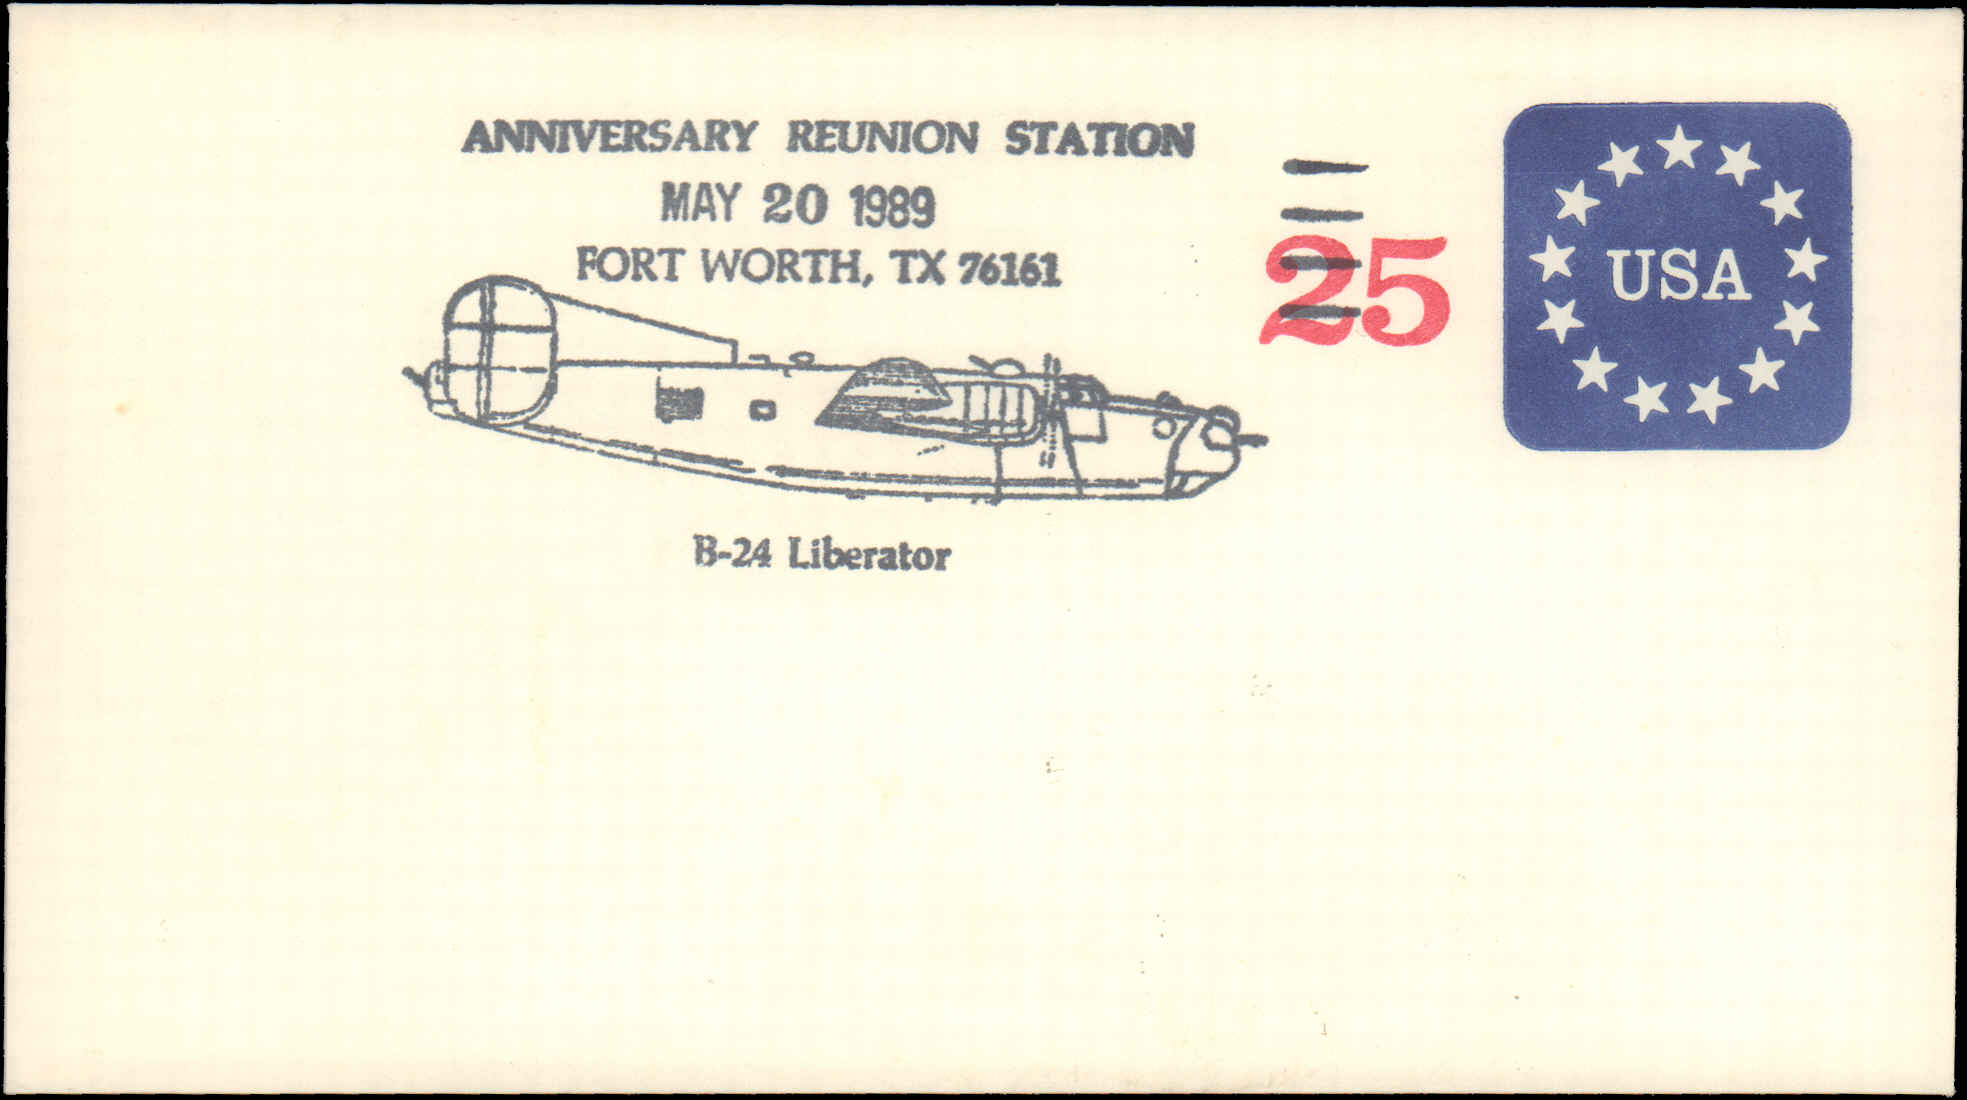 ANNIVERSARY REUNION STATION
MAY 20 1989
FORT WORTH, TX 76161
25
USA
B-24 Liberator